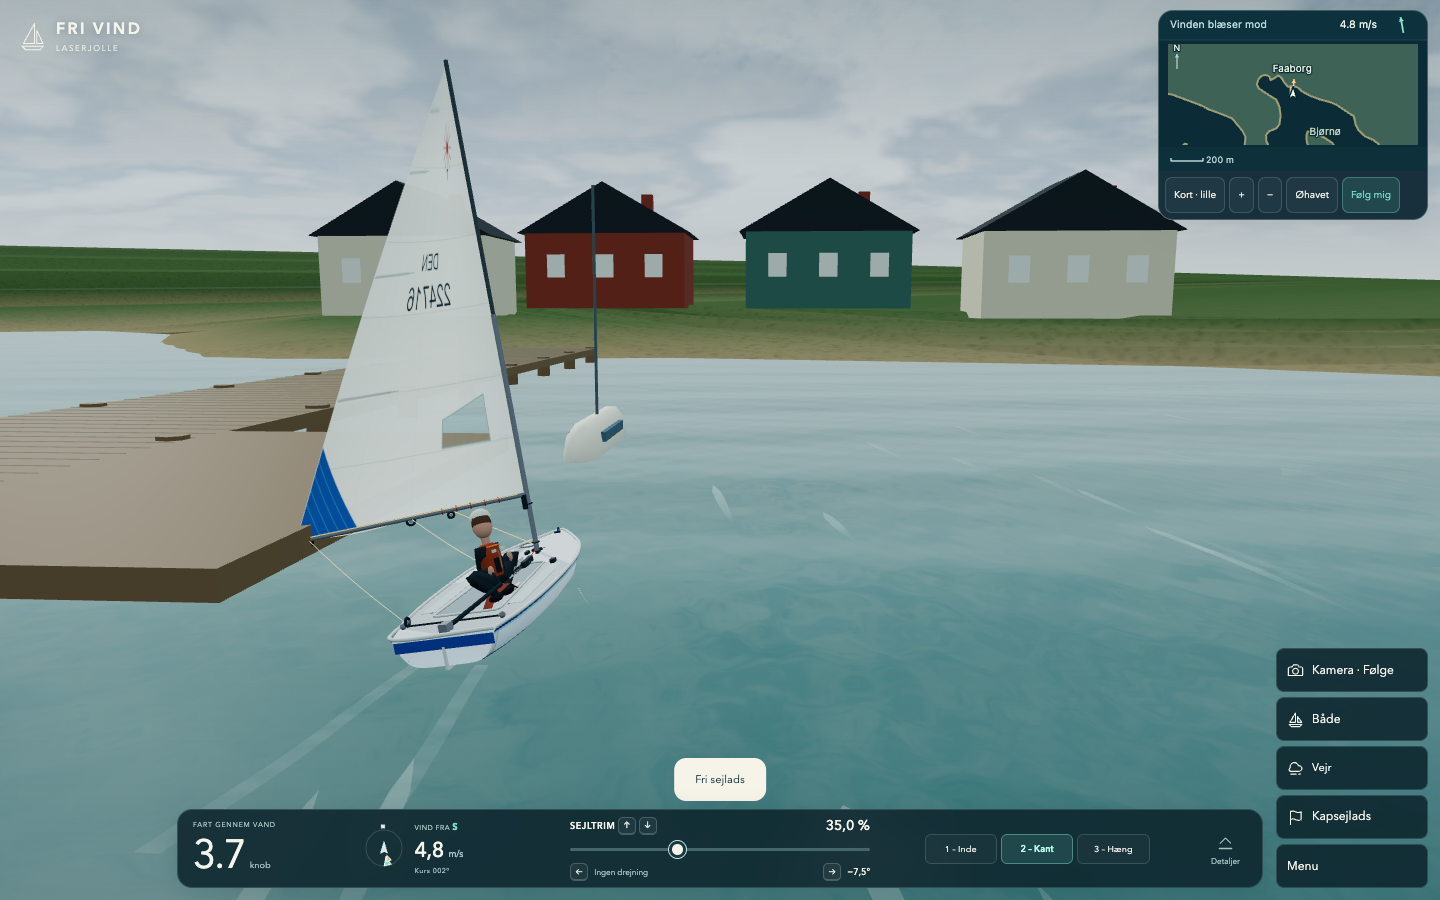 FRI VIND
LASERJOLLE
Vinden blæser mod 4.8 m/s
N
Faaborg
Bjørnø
200 m
Kort · lille + − Øhavet Følg mig
DEN
224716
Kamera · Følge
Både
Vejr
Kapsejlads
Menu
Fri sejlads
FART GENNEM VAND
3.7 knob
VIND FRA S
4,8 m/s
Kurs 002°
SEJLTRIM ↑ ↓ 35,0 %
← Ingen drejning → −7,5°
1 – Inde 2 – Kant 3 – Hæng
Detaljer